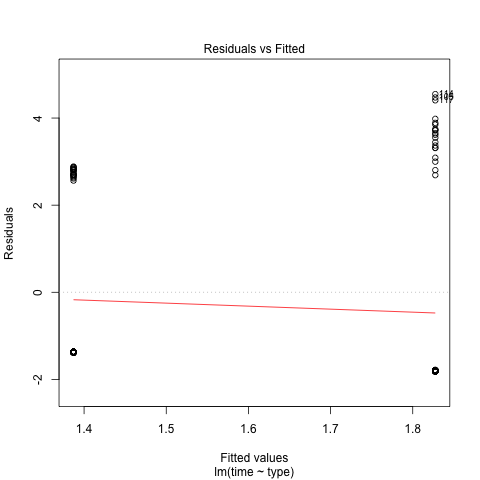 Residuals vs Fitted
Residuals
4
2
0
-2
117
1.4
1.5
1.6
1.7
1.8
Fitted values
lm(time ~ type)